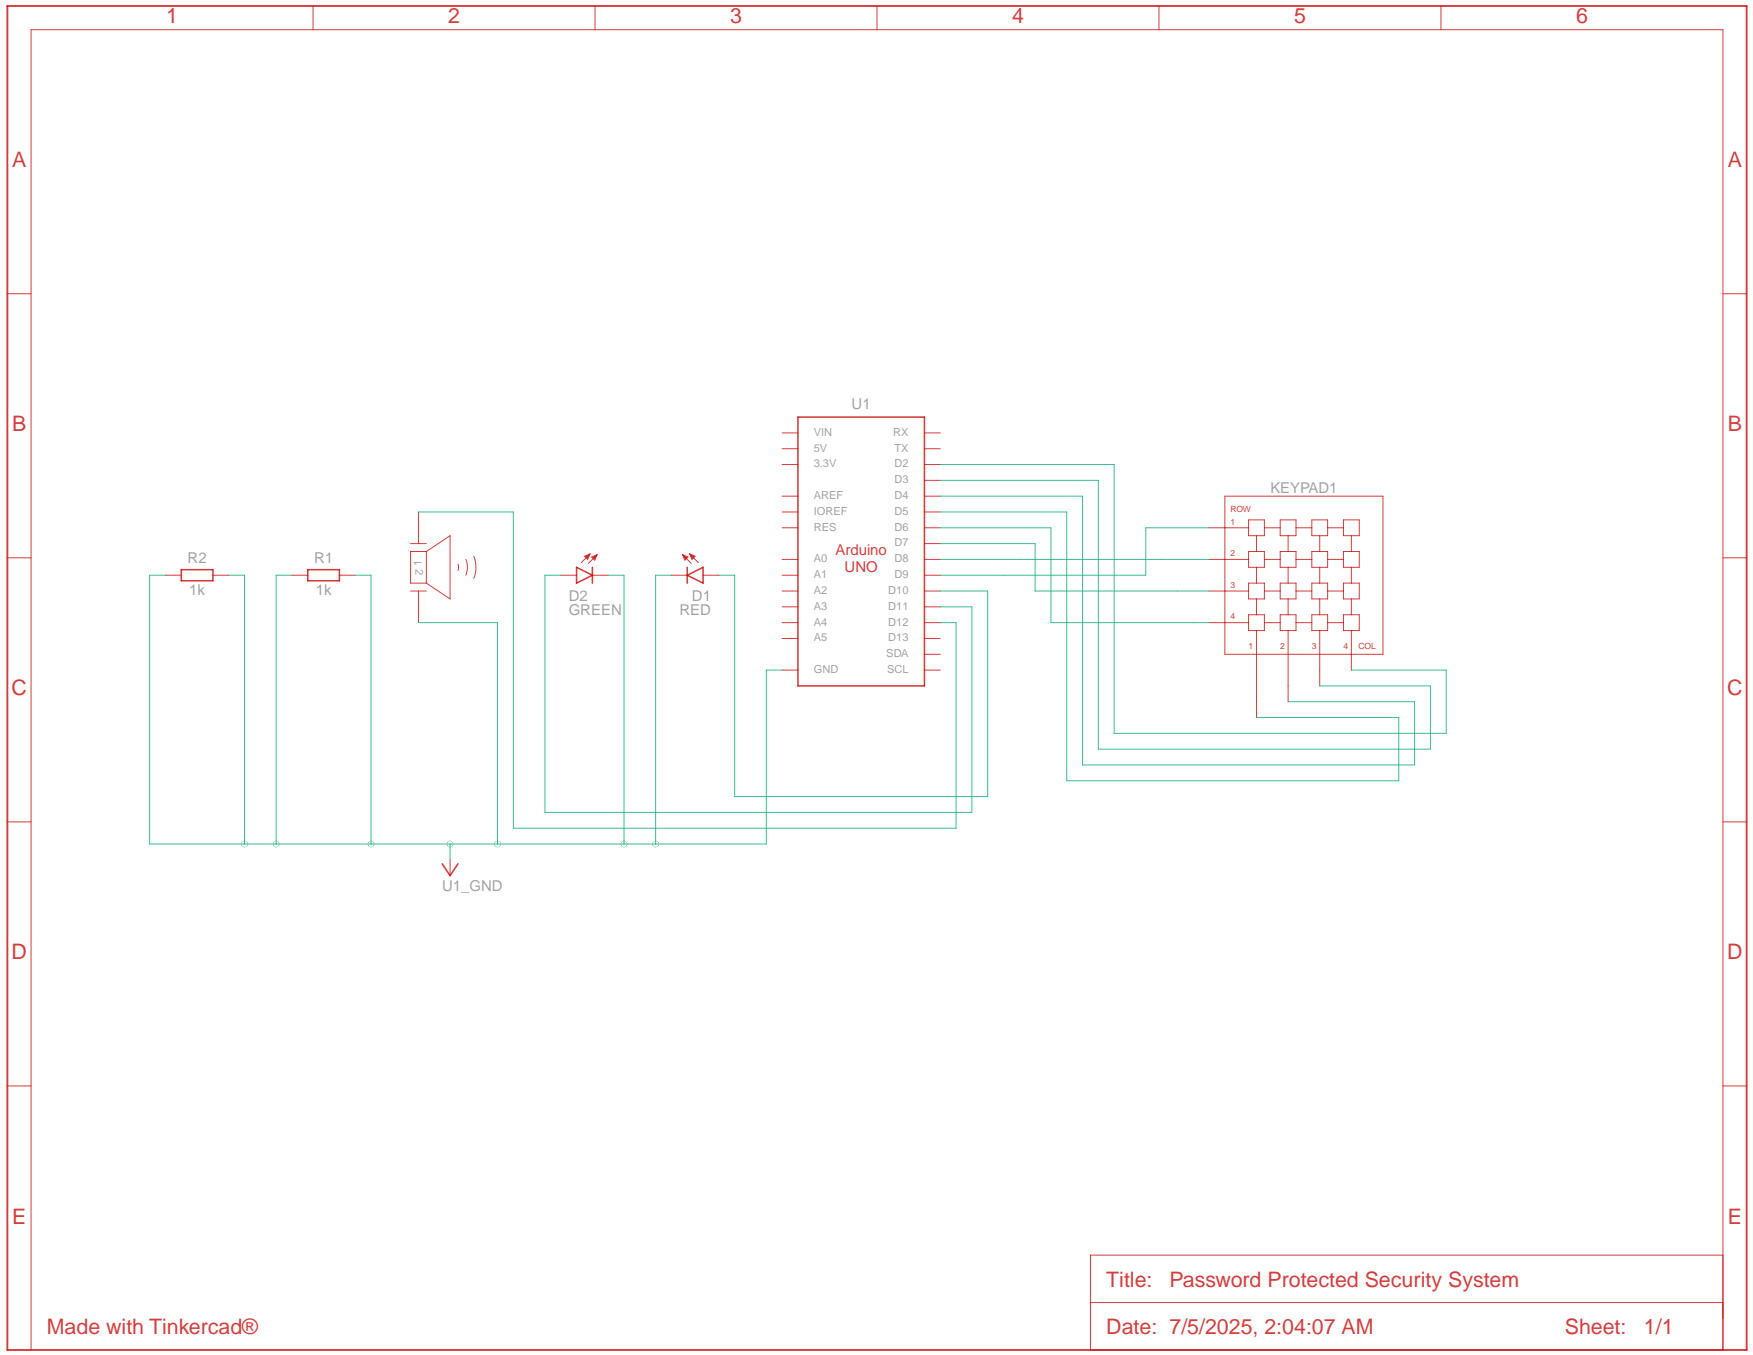 1 2 3 4 5 6
A A
B B
C C
D D
E E
U1
VIN RX
5V TX
3.3V D2
D3
AREF D4
IOREF D5
RES D6
D7
A0 D8
A1 D9
A2 D10
A3 D11
A4 D12
A5 D13
SDA
GND SCL
Arduino
UNO
R2
1k
R1
1k
1 2
D2
GREEN
D1
RED
KEYPAD1
ROW
1
2
3
4
1 2 3 4 COL
U1_GND
Title: Password Protected Security System
Date: 7/5/2025, 2:04:07 AM Sheet: 1/1
Made with Tinkercad®